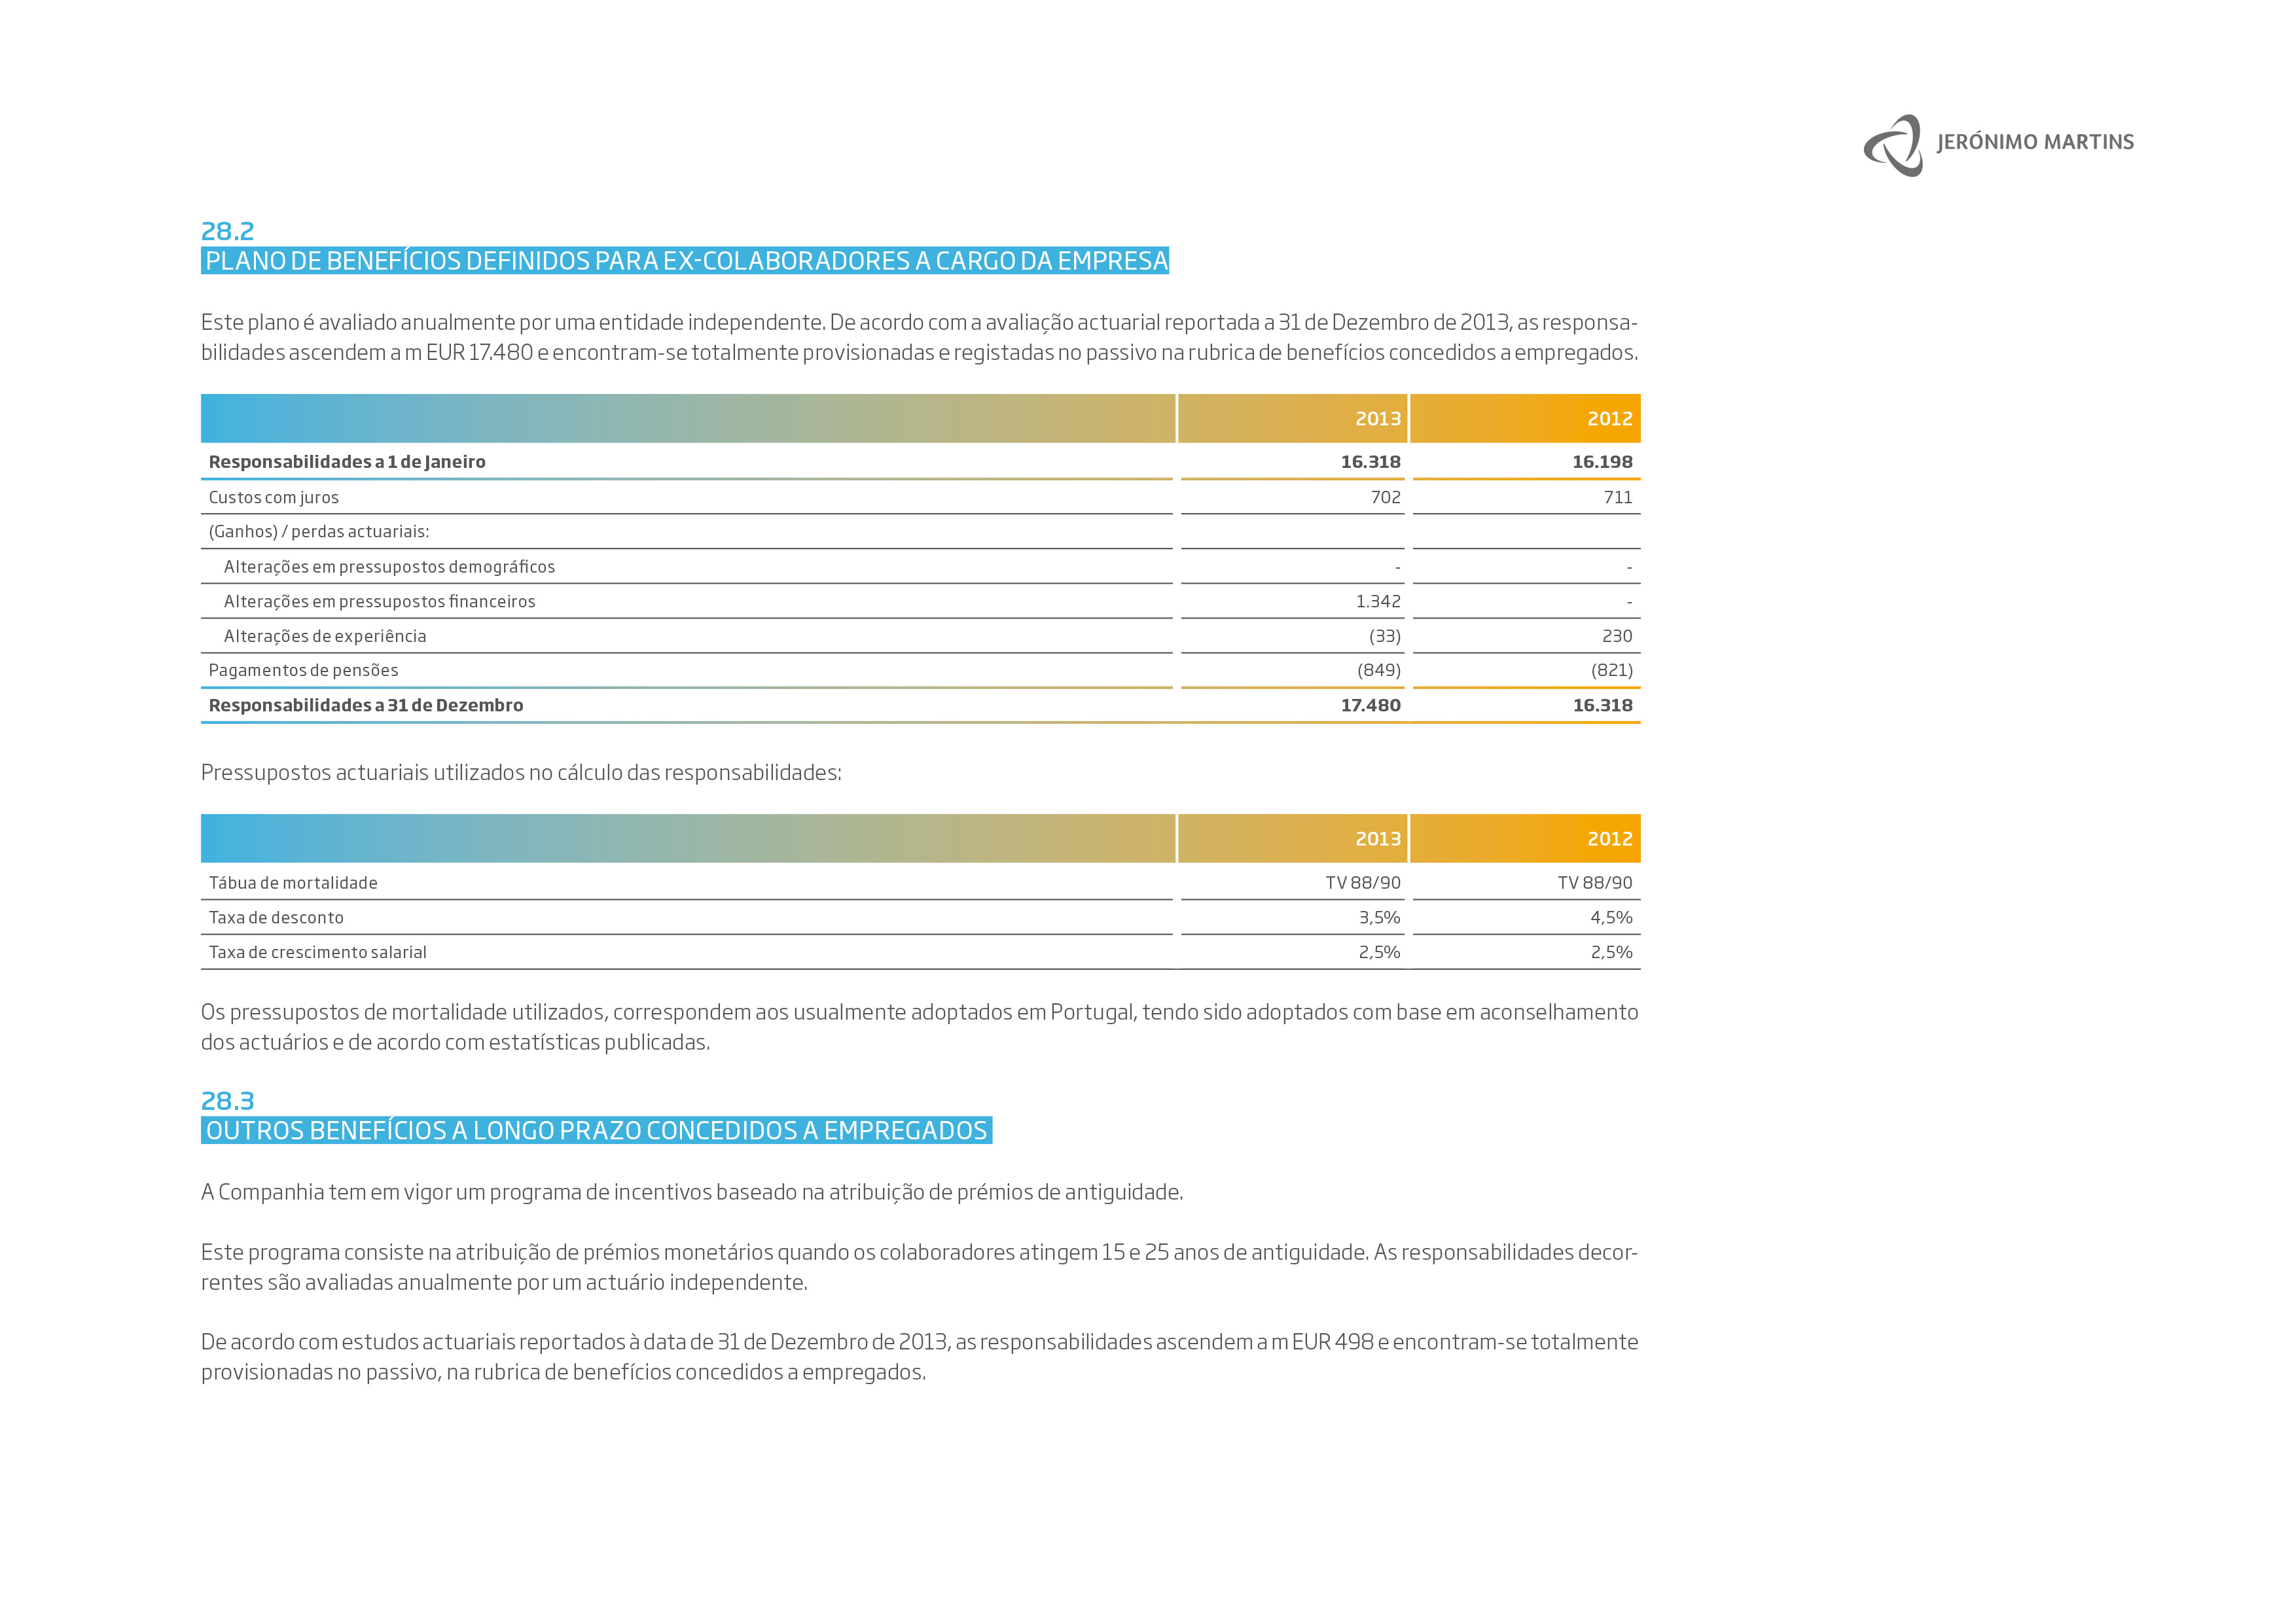 JERÓNIMO MARTINS
28.2
PLANO DE BENEFÍCIOS DEFINIDOS PARA EX-COLABORADORES A CARGO DA EMPRESA
Este plano é avaliado anualmente por uma entidade independente. De acordo com a avaliação actuarial reportada a 31 de Dezembro de 2013, as responsa-
bilidades ascendem a m EUR 17.480 e encontram-se totalmente provisionadas e registadas no passivo na rubrica de benefícios concedidos a empregados.
2013 2012
Responsabilidades a 1 de Janeiro 16.318 16.198
Custos com juros 702 711
(Ganhos) / perdas actuariais:
Alterações em pressupostos demográficos - -
Alterações em pressupostos financeiros 1.342 -
Alterações de experiência (33) 230
Pagamentos de pensões (849) (821)
Responsabilidades a 31 de Dezembro 17.480 16.318
Pressupostos actuariais utilizados no cálculo das responsabilidades:
2013 2012
Tábua de mortalidade TV 88/90 TV 88/90
Taxa de desconto 3,5% 4,5%
Taxa de crescimento salarial 2,5% 2,5%
Os pressupostos de mortalidade utilizados, correspondem aos usualmente adoptados em Portugal, tendo sido adoptados com base em aconselhamento
dos actuários e de acordo com estatísticas publicadas.
28.3
OUTROS BENEFÍCIOS A LONGO PRAZO CONCEDIDOS A EMPREGADOS
A Companhia tem em vigor um programa de incentivos baseado na atribuição de prémios de antiguidade.
Este programa consiste na atribuição de prémios monetários quando os colaboradores atingem 15 e 25 anos de antiguidade. As responsabilidades decor-
rentes são avaliadas anualmente por um actuário independente.
De acordo com estudos actuariais reportados à data de 31 de Dezembro de 2013, as responsabilidades ascendem a m EUR 498 e encontram-se totalmente
provisionadas no passivo, na rubrica de benefícios concedidos a empregados.